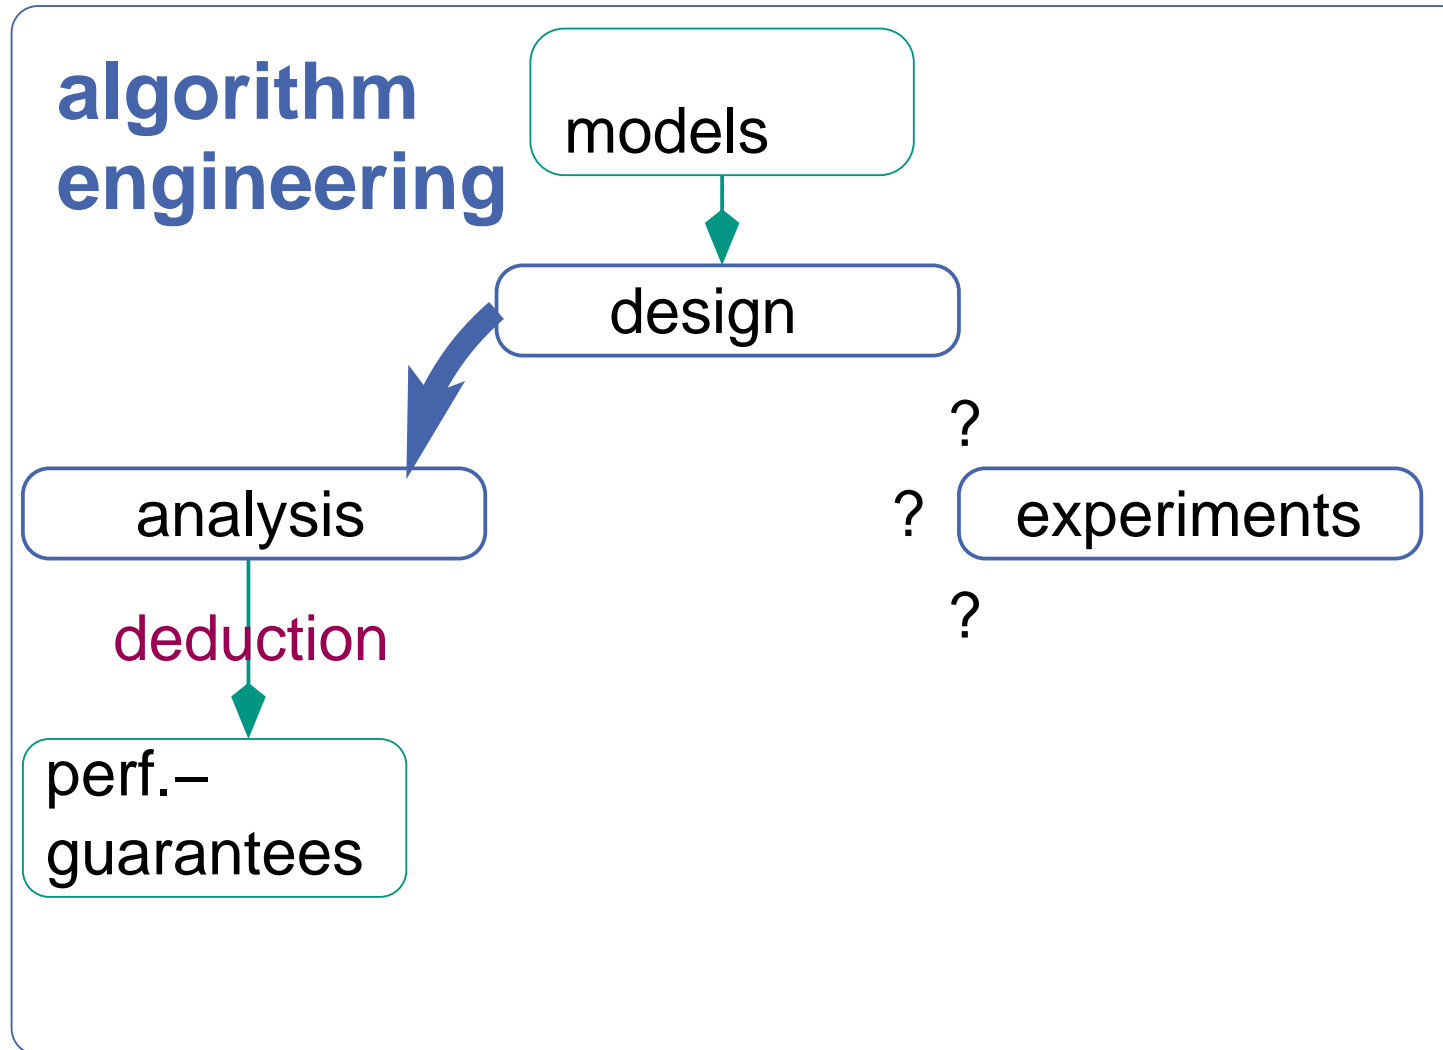 algorithm
engineering
models
design
?
analysis
? experiments
deduction
?
perf.–
guarantees